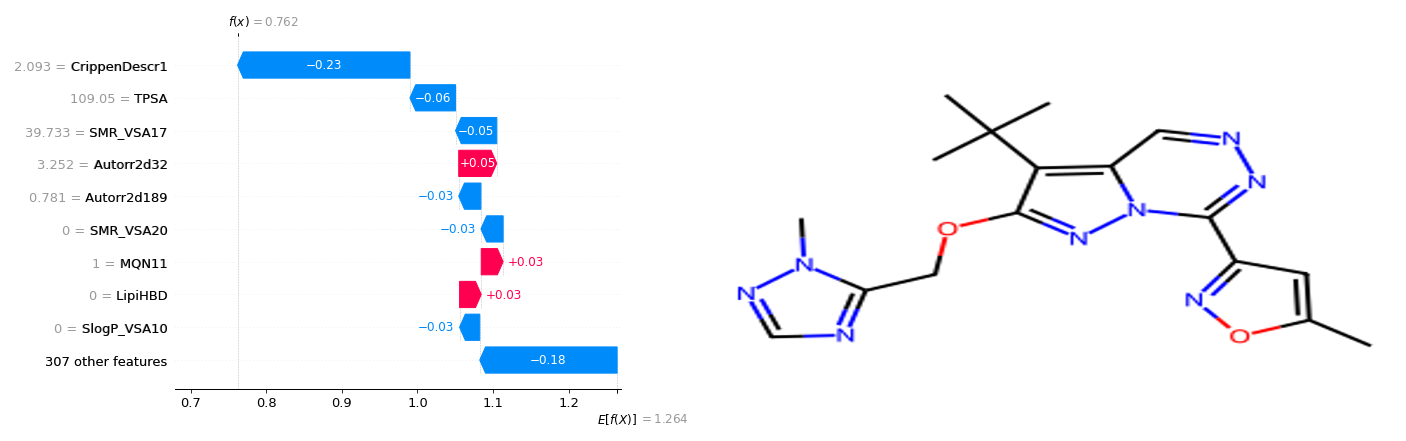 f(x) = 0.762
2.093 = CrippenDescr1
−0.23
109.05 = TPSA
−0.06
39.733 = SMR_VSA17
−0.05
3.252 = Autorr2d32
+0.05
0.781 = Autorr2d189
−0.03
0 = SMR_VSA20
−0.03
1 = MQN11
+0.03
0 = LipiHBD
+0.03
0 = SlogP_VSA10
−0.03
307 other features
−0.18
0.7 0.8 0.9 1.0 1.1 1.2
E[f(X)] = 1.264
N
N
N
N
O
N
N
N
N
N
O